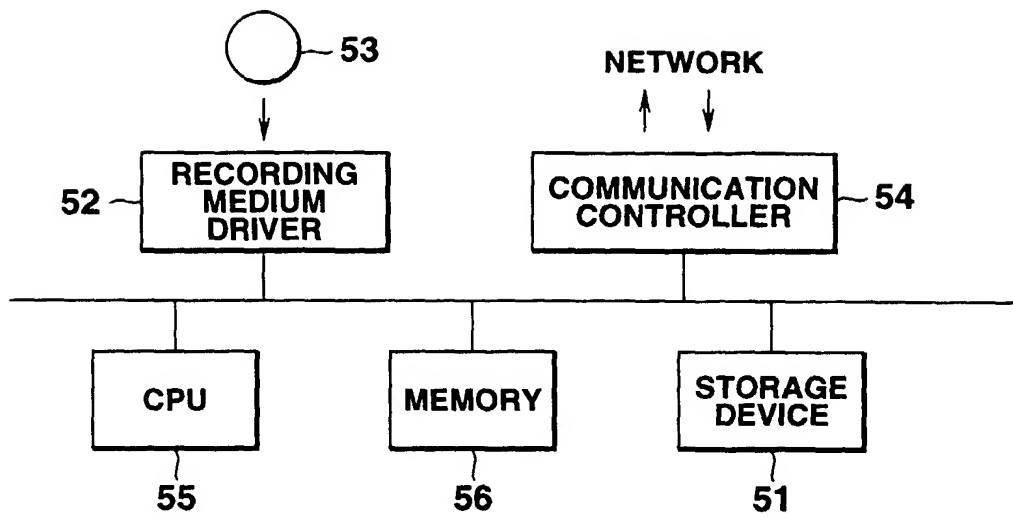 53
NETWORK
52
RECORDING
MEDIUM
DRIVER
COMMUNICATION
CONTROLLER
54
CPU
MEMORY
STORAGE
DEVICE
55
56
51